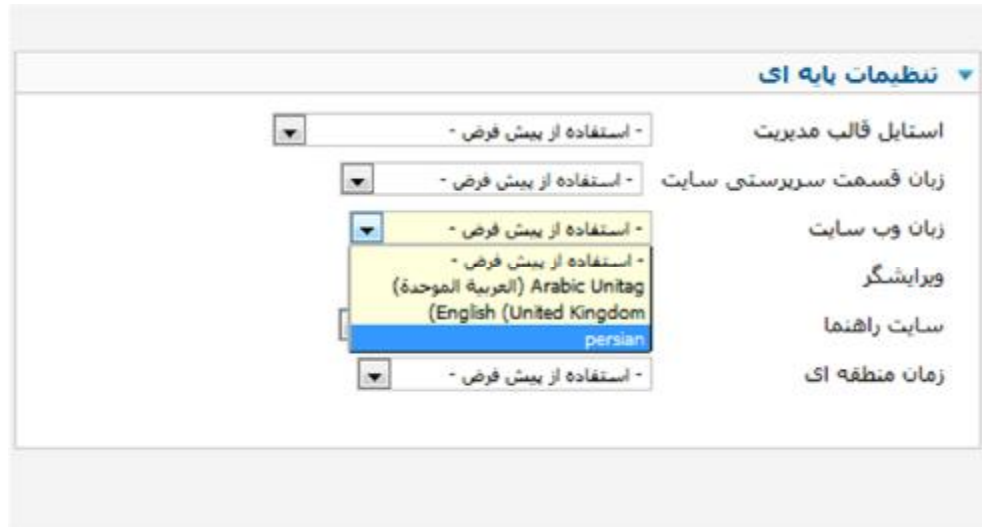 تنظیمات پایه ای
استایل قالب مدیریت - استفاده از پیش فرض -
زبان قسمت سرپرستی سایت - استفاده از پیش فرض -
زبان وب سایت - استفاده از پیش فرض -
- استفاده از پیش فرض -
Arabic Unitag (العربية الموحدة)
English (United Kingdom)
persian
ویرایشگر
سایت راهنما
زمان منطقه ای - استفاده از پیش فرض -